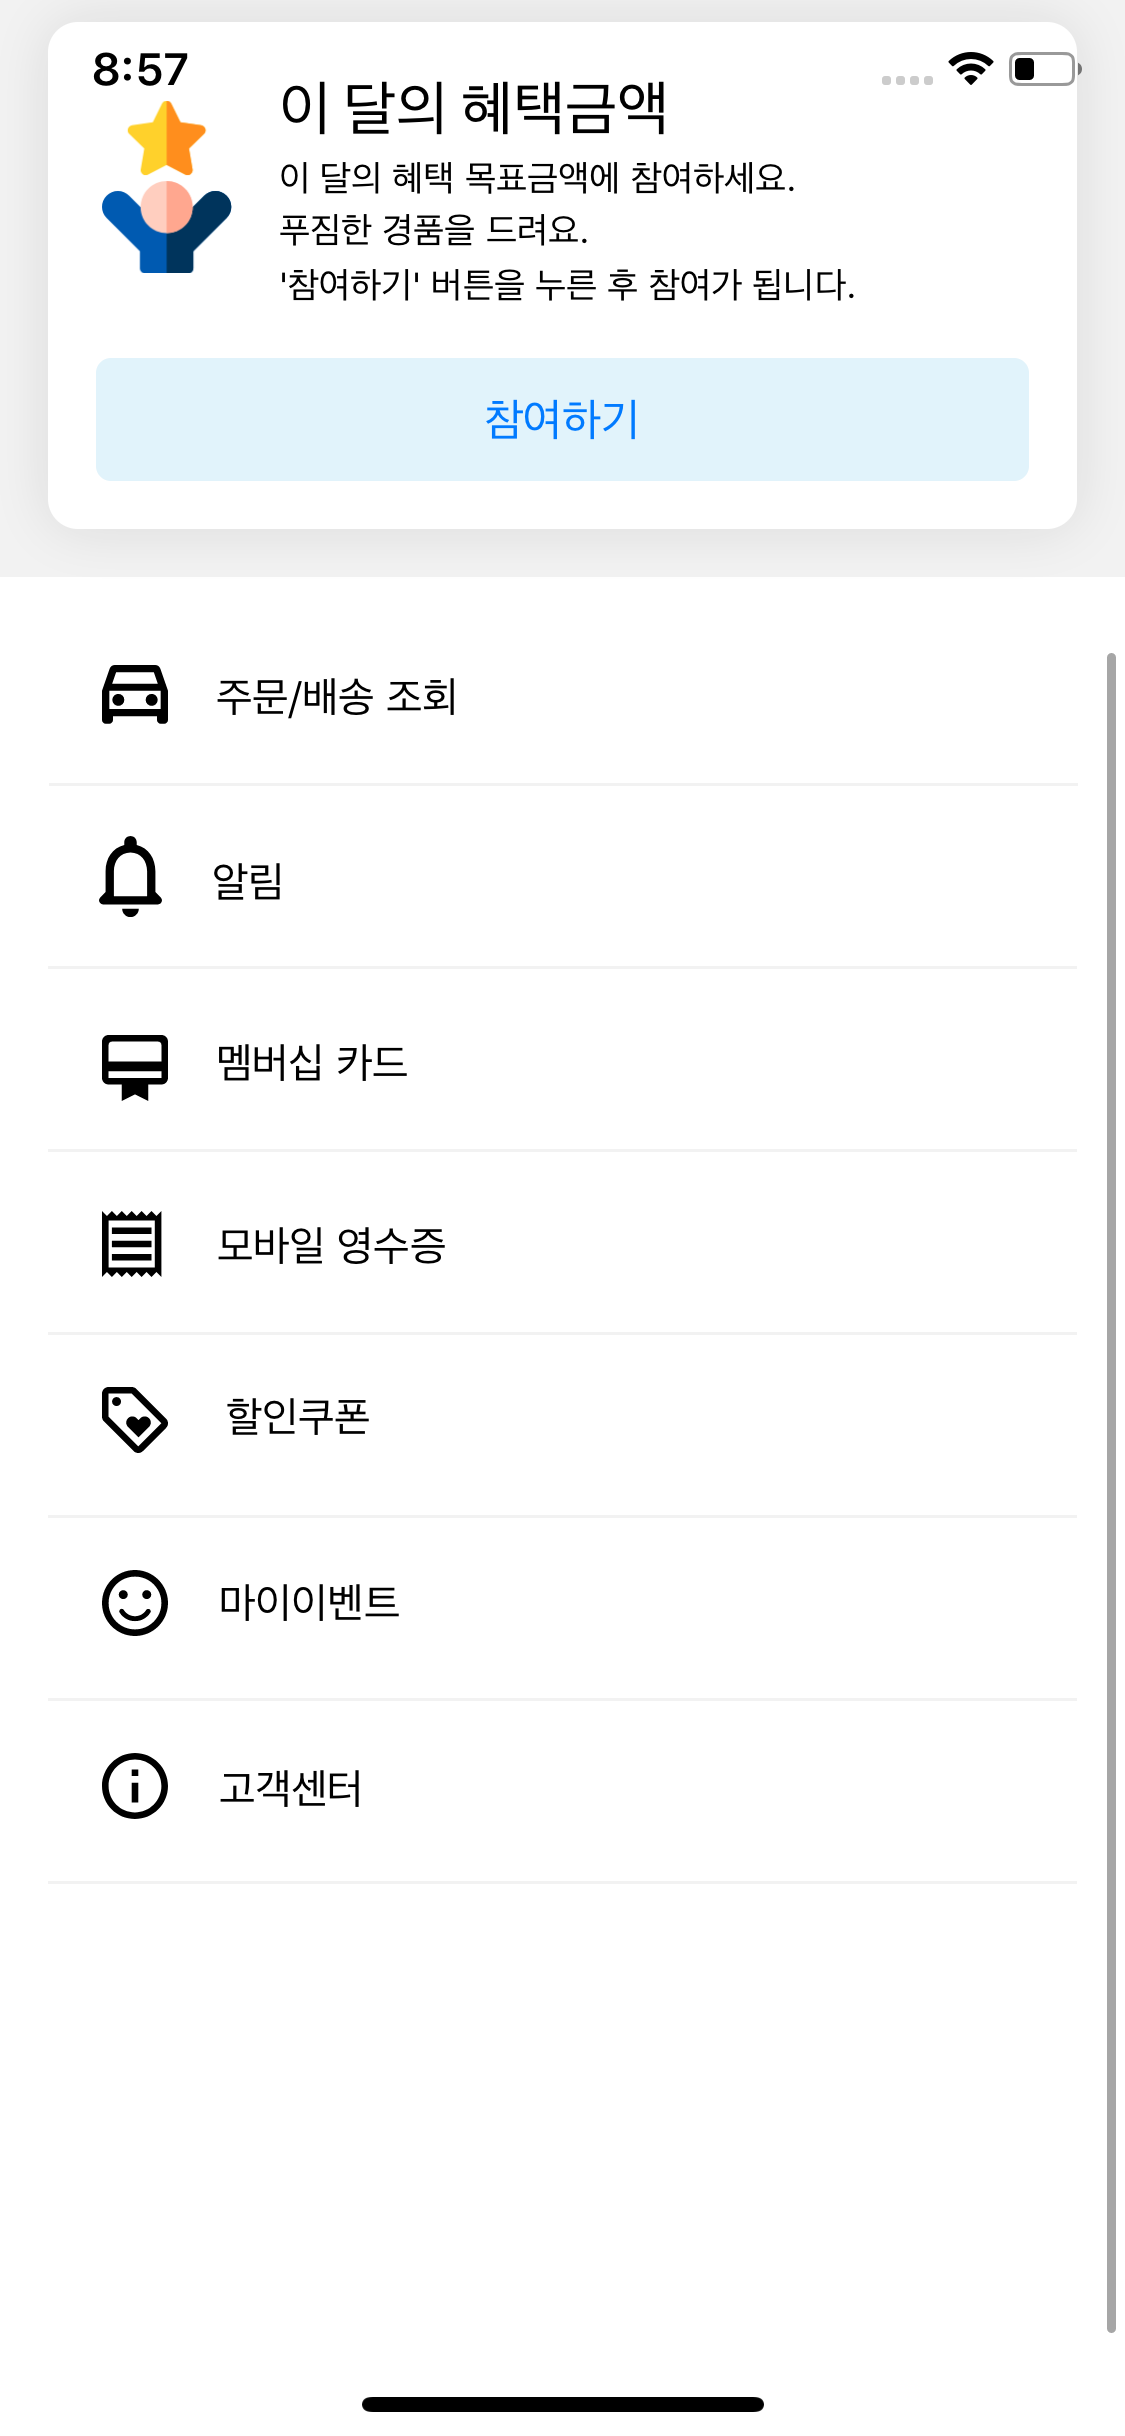 8:57
이 달의 혜택금액
이 달의 혜택 목표금액에 참여하세요.
푸짐한 경품을 드려요.
'참여하기' 버튼을 누른 후 참여가 됩니다.
참여하기
주문/배송 조회
알림
멤버십 카드
모바일 영수증
할인쿠폰
마이이벤트
고객센터